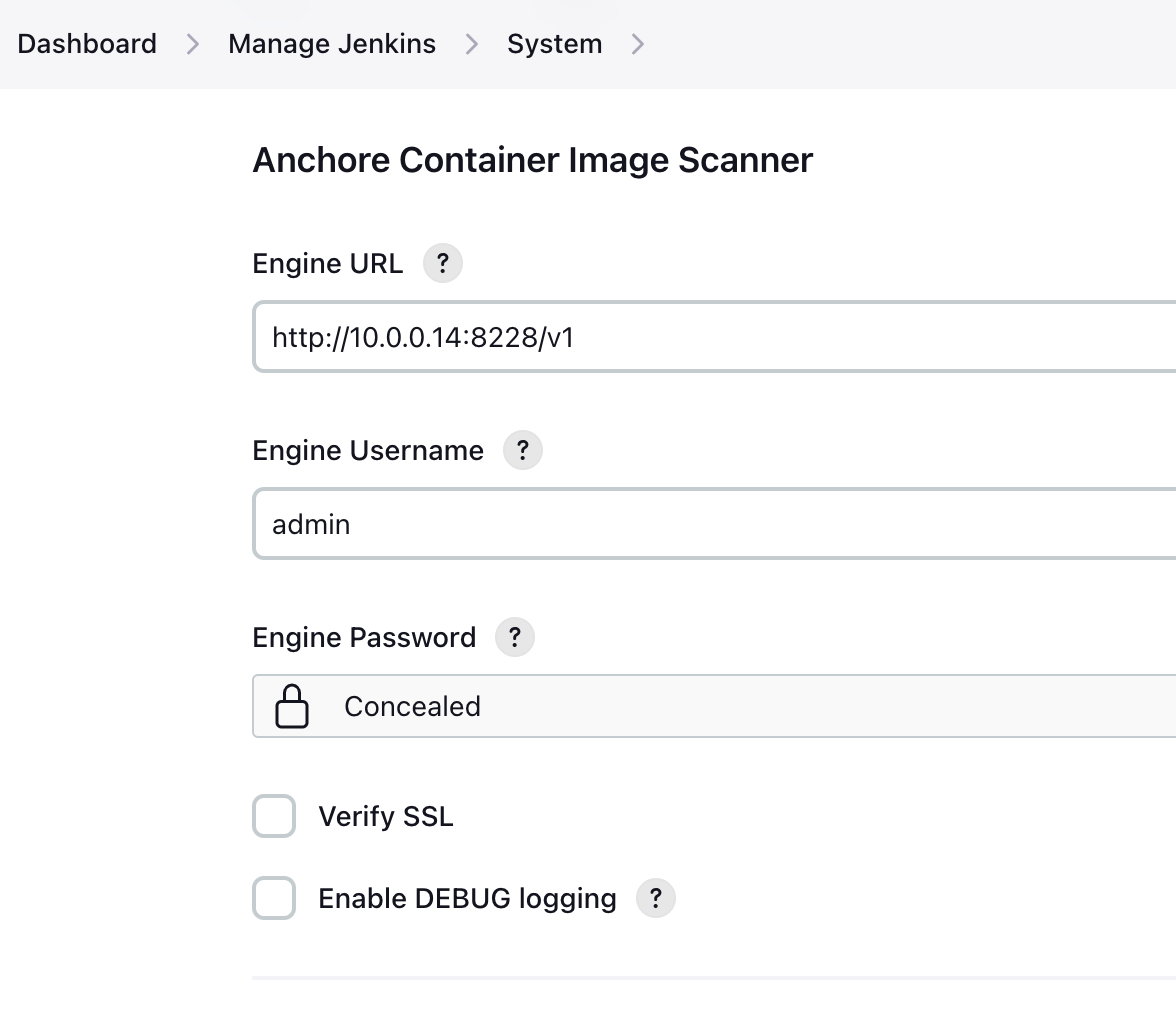 Dashboard > Manage Jenkins > System >
Anchore Container Image Scanner
Engine URL ?
http://10.0.0.14:8228/v1
Engine Username ?
admin
Engine Password ?
Concealed
Verify SSL
Enable DEBUG logging ?